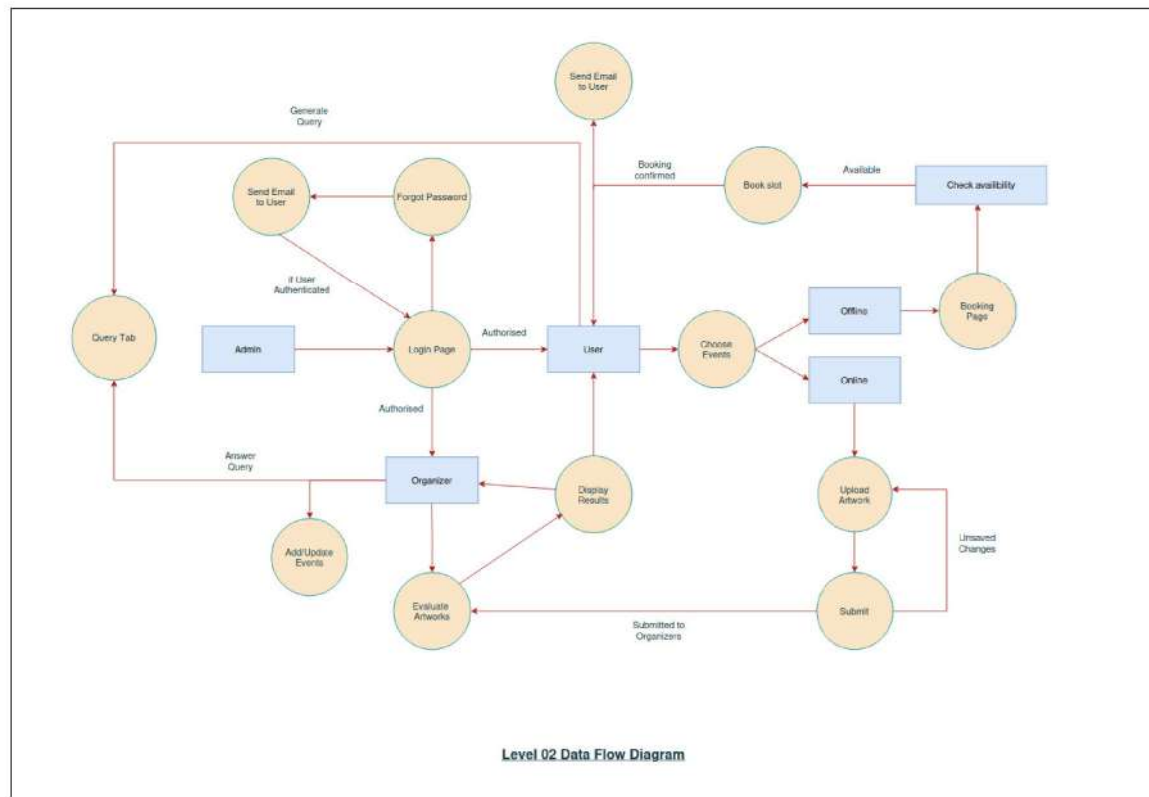 Send Email
to User
Generate
Query
Booking
confirmed
Book slot
Available
Check availibility
Send Email
to User
Forgot Password
if User
Authenticated
Query Tab
Admin
Login Page
Authorised
User
Choose
Events
Offline
Booking
Page
Online
Authorised
Answer
Query
Organizer
Display
Results
Upload
Artwork
Unsaved
Changes
Add/Update
Events
Evaluate
Artworks
Submitted to
Organizers
Submit
Level 02 Data Flow Diagram